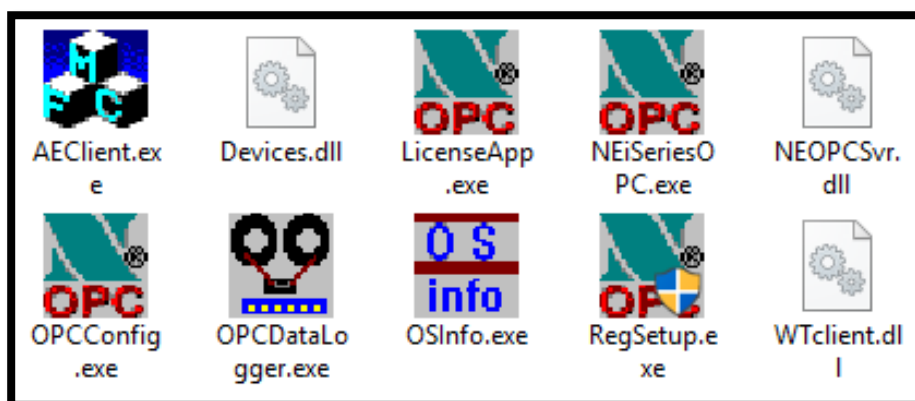 M
F C
N ®
OPC
N ®
OPC
AEClient.ex
e
Devices.dll
LicenseApp
.exe
NEiSeriesO
PC.exe
NEOPCSvr.
dll
N ®
OPC
O S
info
N ®
OPC
OPCConfig
.exe
OPCDataLo
gger.exe
OSInfo.exe
RegSetup.e
xe
WTclient.dl
l